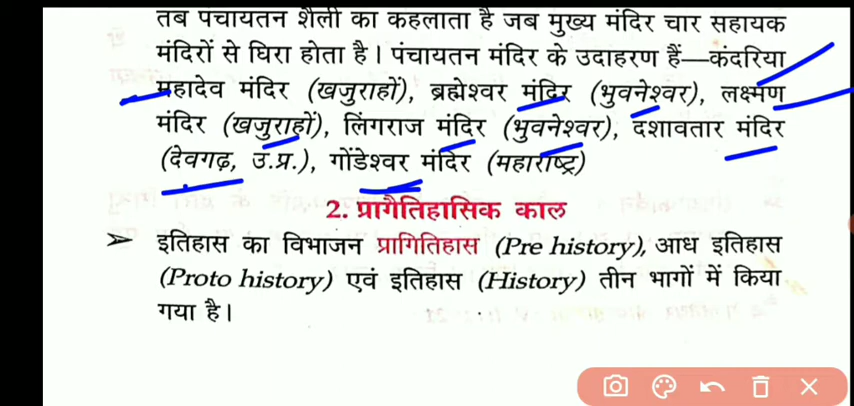 तब पंचायतन शैली का कहलाता है जब मुख्य मंदिर चार सहायक
मंदिरों से घिरा होता है। पंचायतन मंदिर के उदाहरण हैं—कंदरिया
महादेव मंदिर (खजुराहों), ब्रह्मेश्वर मंदिर (भुवनेश्वर), लक्ष्मण
मंदिर (खजुराहों), लिंगराज मंदिर (भुवनेश्वर), दशावतार मंदिर
(देवगढ़, उ.प्र.), गोंडेश्वर मंदिर (महाराष्ट्र)
2. प्रागैतिहासिक काल
➢ इतिहास का विभाजन प्रागितिहास (Pre history), आध इतिहास
(Proto history) एवं इतिहास (History) तीन भागों में किया
गया है।